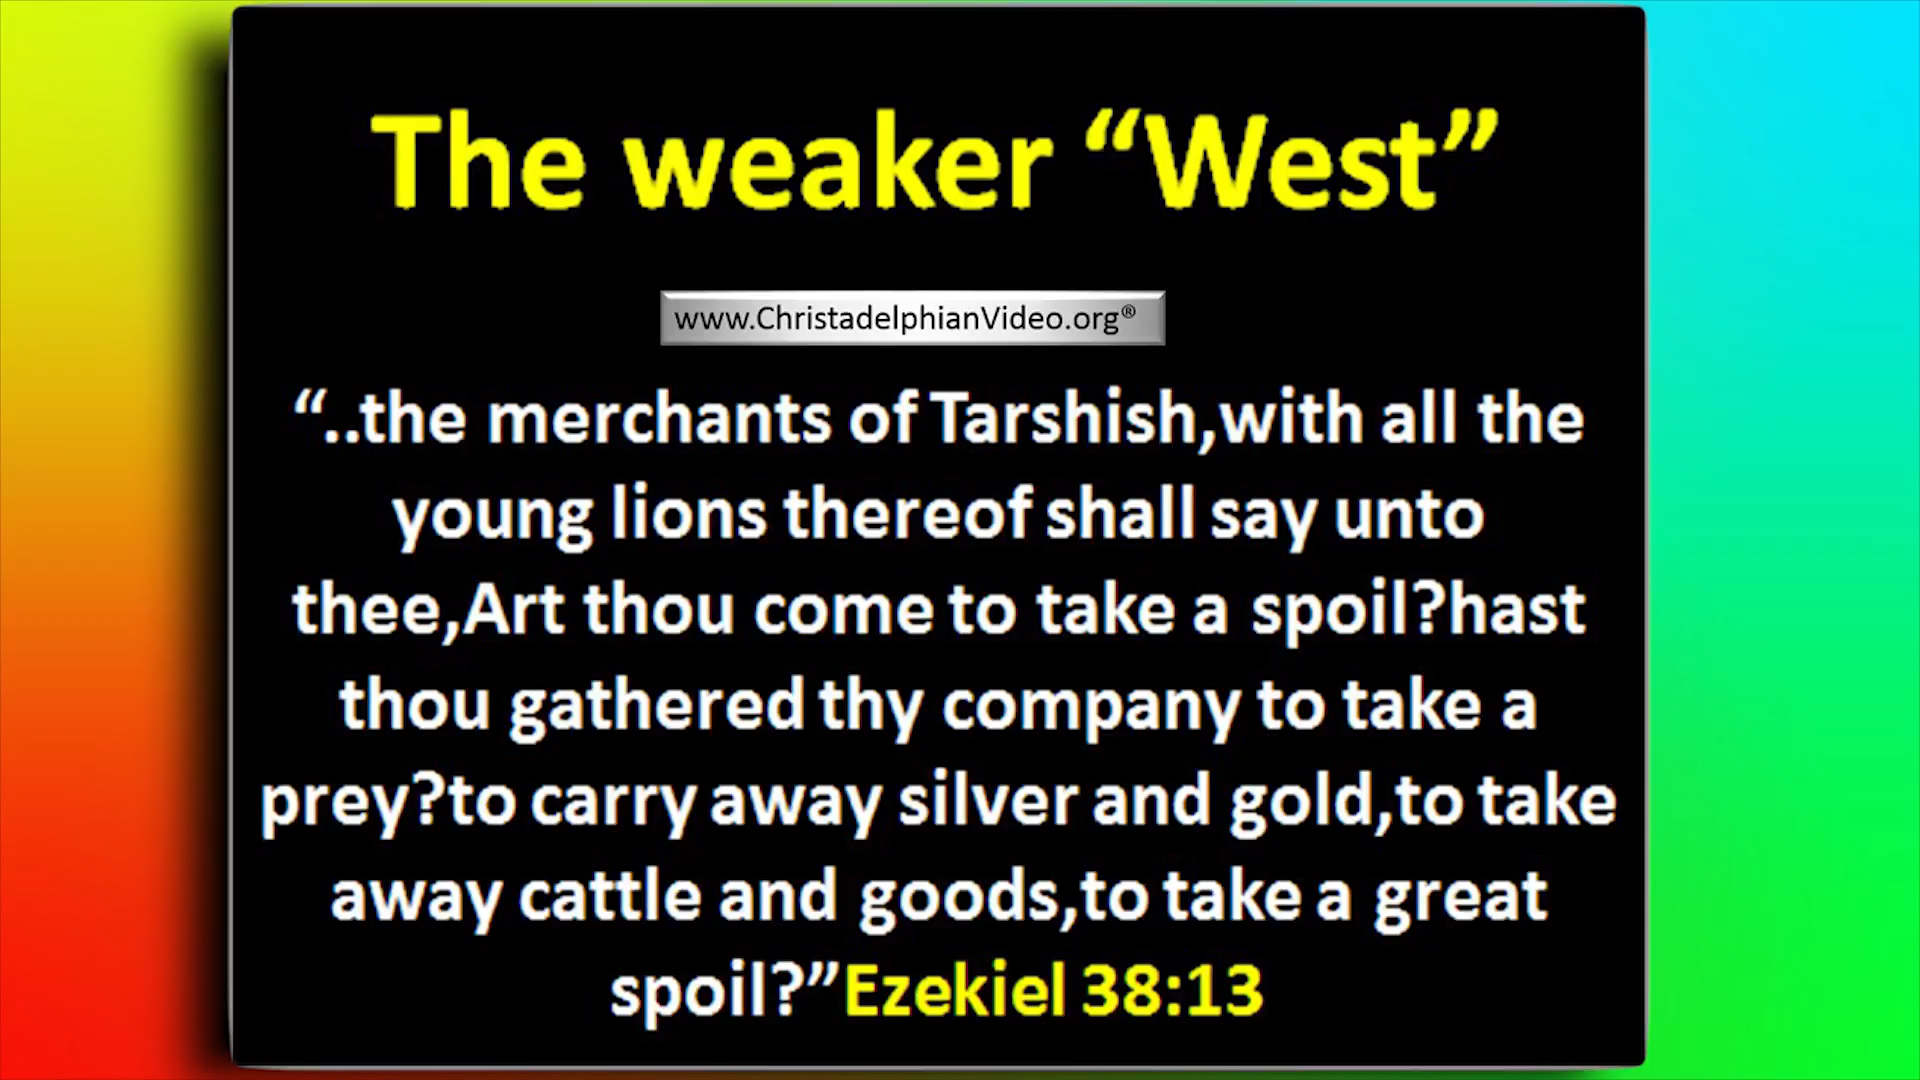 The weaker “West”
www.ChristadelphianVideo.org®
“..the merchants of Tarshish,with all the
young lions thereof shall say unto
thee,Art thou come to take a spoil?hast
thou gathered thy company to take a
prey?to carry away silver and gold,to take
away cattle and goods,to take a great
spoil?”Ezekiel 38:13